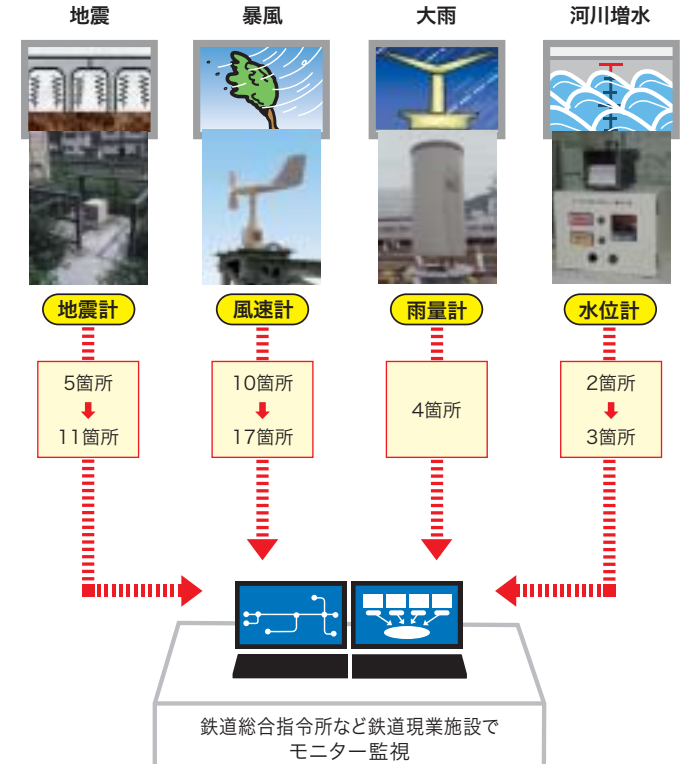 地震
暴風
大雨
河川増水
地震計
風速計
雨量計
水位計
5箇所
11箇所
10箇所
17箇所
4箇所
2箇所
3箇所
鉄道総合指令所など鉄道現業施設で
モニター監視